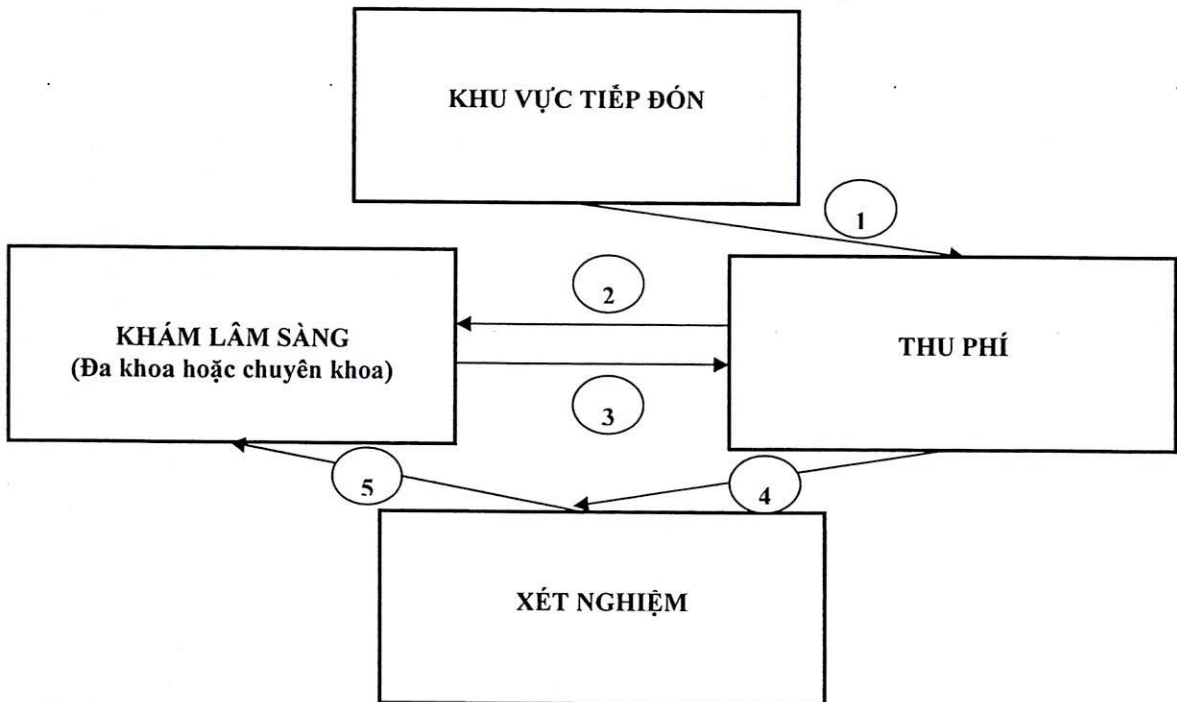 KHU VỰC TIẾP ĐÓN
1
2
KHÁM LÂM SÀNG
(Đa khoa hoặc chuyên khoa)
THU PHÍ
3
5
4
XÉT NGHIỆM